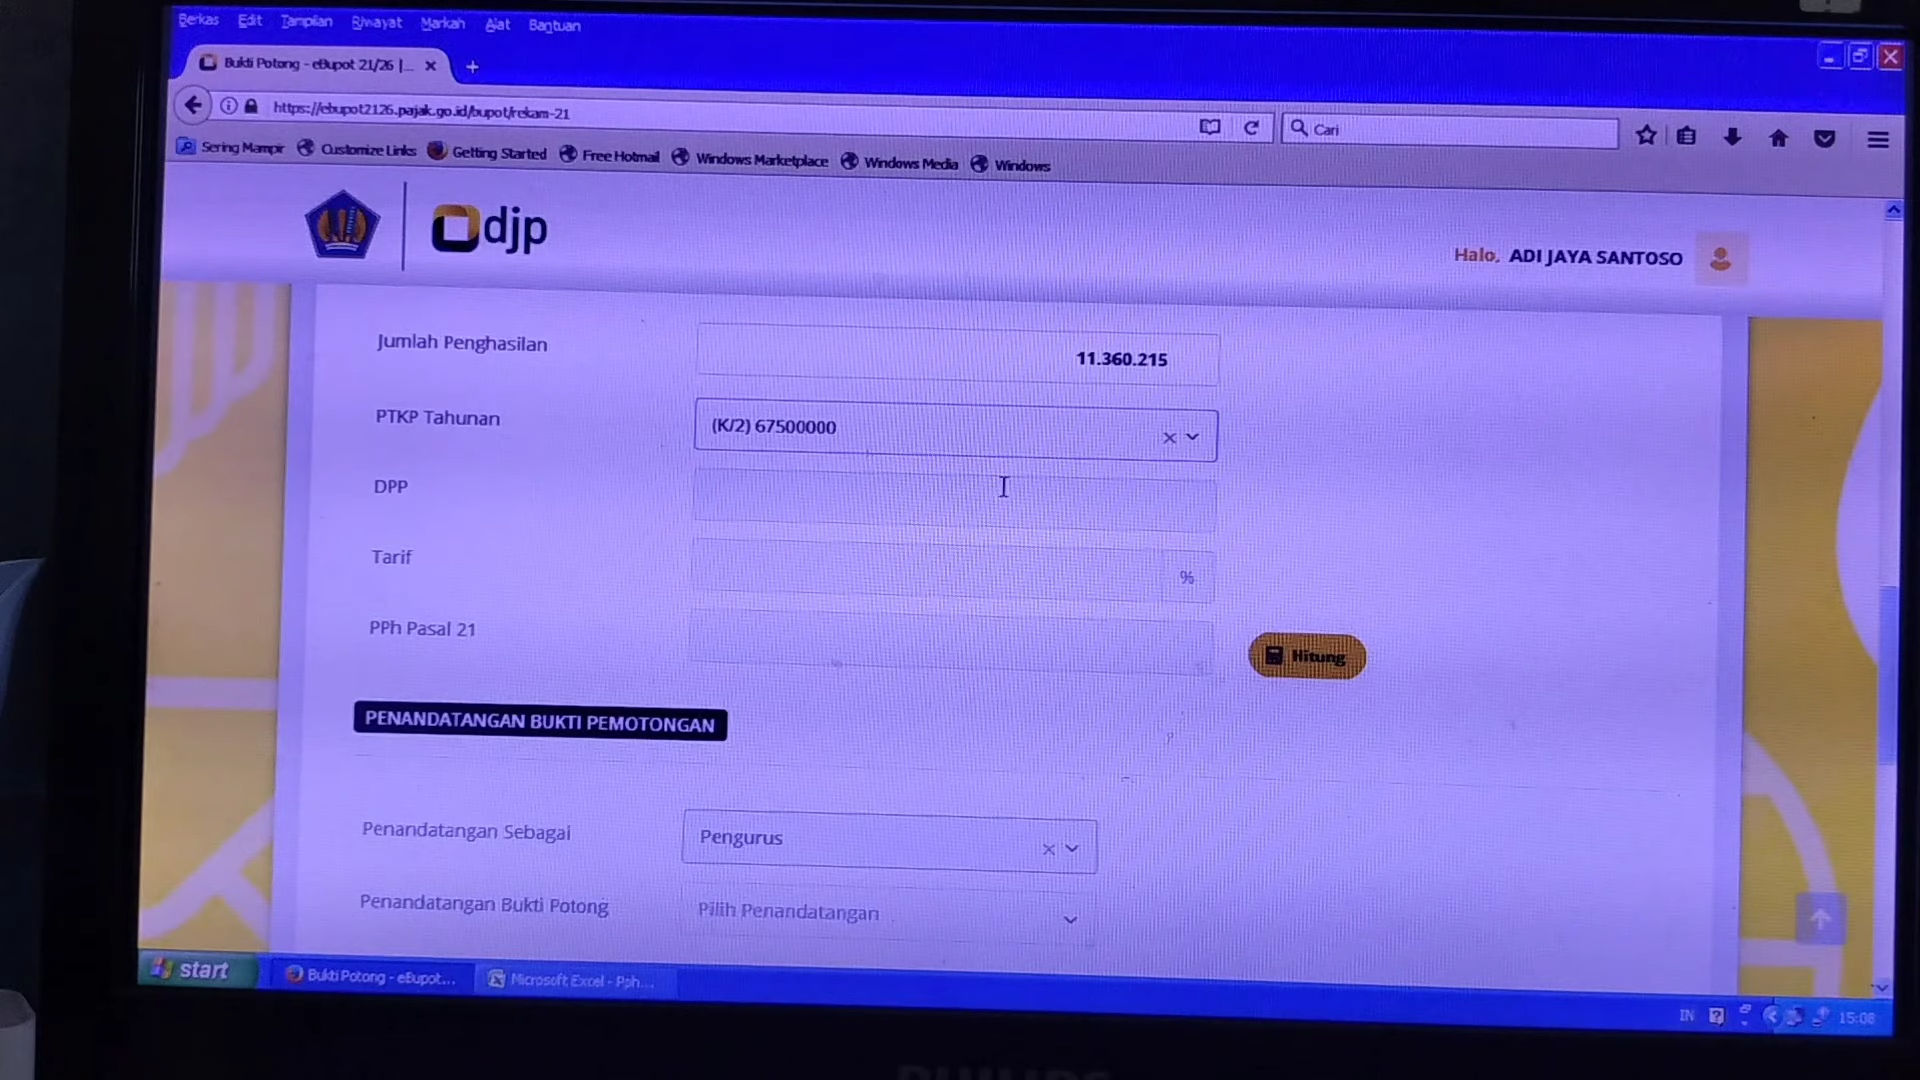 Berkas Edit Tampilan Riwayat Markah Alat Bantuan
Bukti Potong - eBupot 21/26 |...
https://ebupot2126.pajak.go.id/bupot/rekam-21
Cari
Sering Mampir Customize Links Getting Started Free Hotmail Windows Marketplace Windows Media Windows
djp
Halo, ADI JAYA SANTOSO
Jumlah Penghasilan
11.360.215
PTKP Tahunan
(K/2) 67500000
DPP
Tarif
%
PPh Pasal 21
Hitung
PENANDATANGAN BUKTI PEMOTONGAN
Penandatangan Sebagai
Pengurus
Penandatangan Bukti Potong
Pilih Penandatangan
start
Bukti Potong - eBupot...
Microsoft Excel - Pph...
IN
15:08